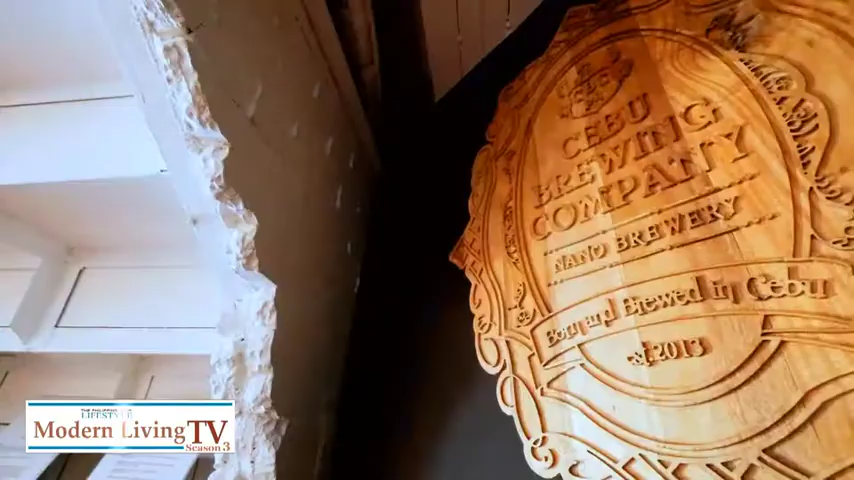 CEBU
BREWING
COMPANY
NANO BREWERY
Born and Brewed in Cebu
est. 2013
THE PHILIPPINE STAR
LIFESTYLE
Modern Living TV
Season 3